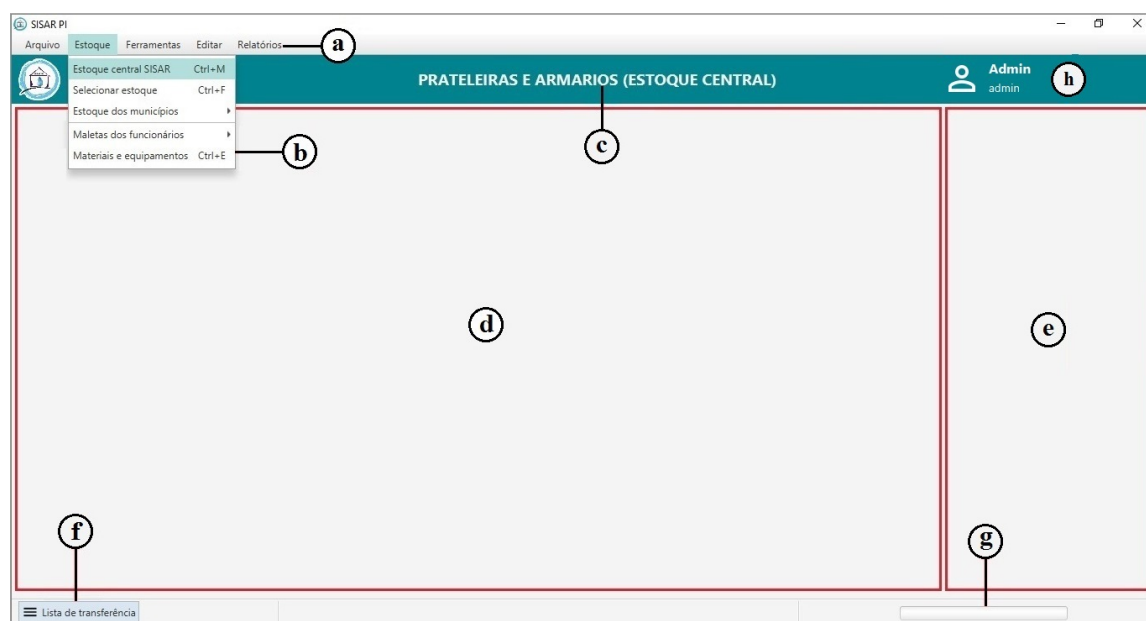 SISAR PI
Arquivo Estoque Ferramentas Editar Relatórios a
Estoque central SISAR Ctrl+M
Selecionar estoque Ctrl+F
Estoque dos municípios
Maletas dos funcionários
Materiais e equipamentos Ctrl+E
b
PRATELEIRAS E ARMARIOS (ESTOQUE CENTRAL)
c
Admin
admin
h
d
e
f
g
Lista de transferência